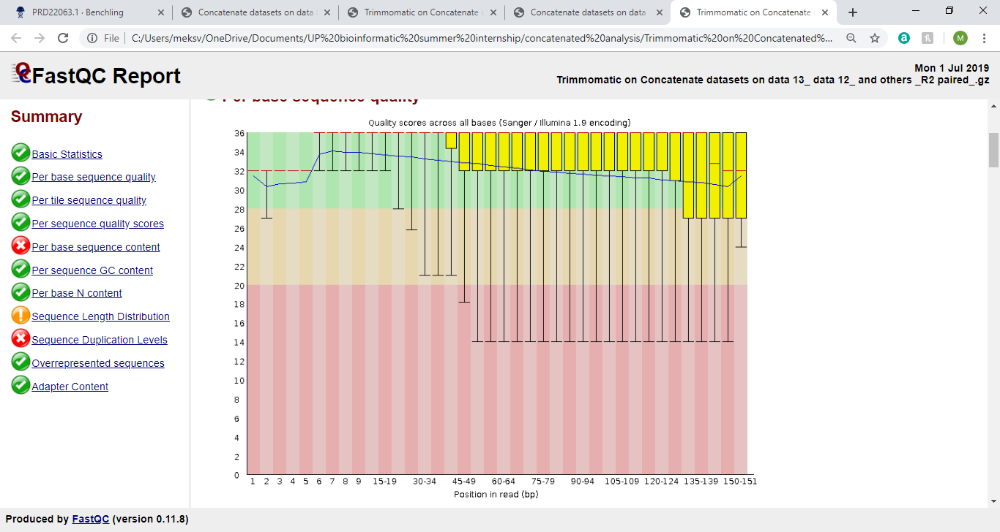 PRD22063.1 · Benchling
Concatenate datasets on data
Trimmomatic on Concatenate
Concatenate datasets on data
Trimmomatic on Concatenate
File
C:/Users/meksv/OneDrive/Documents/UP%20bioinformatic%20summer%20internship/concatenated%20analysis/Trimmomatic%20on%20Concatenated%...
a
M
FastQC Report
Mon 1 Jul 2019
Trimmomatic on Concatenate datasets on data 13_ data 12_ and others _R2 paired_.gz
Summary
Basic Statistics
Per base sequence quality
Per tile sequence quality
Per sequence quality scores
Per base sequence content
Per sequence GC content
Per base N content
Sequence Length Distribution
Sequence Duplication Levels
Overrepresented sequences
Adapter Content
Per base sequence quality
Quality scores across all bases (Sanger / Illumina 1.9 encoding)
36
34
32
30
28
26
24
22
20
18
16
14
12
10
8
6
4
2
0
1 2 3 4 5 6 7 8 9 15-19 30-34 45-49 60-64 75-79 90-94 105-109 120-124 135-139 150-151
Position in read (bp)
Produced by FastQC (version 0.11.8)